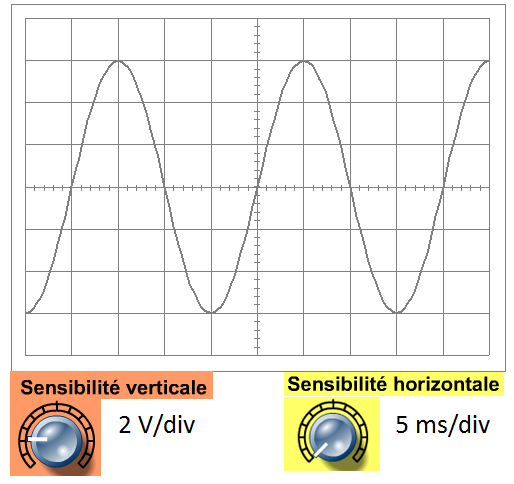 Sensibilité verticale
2 V/div
Sensibilité horizontale
5 ms/div